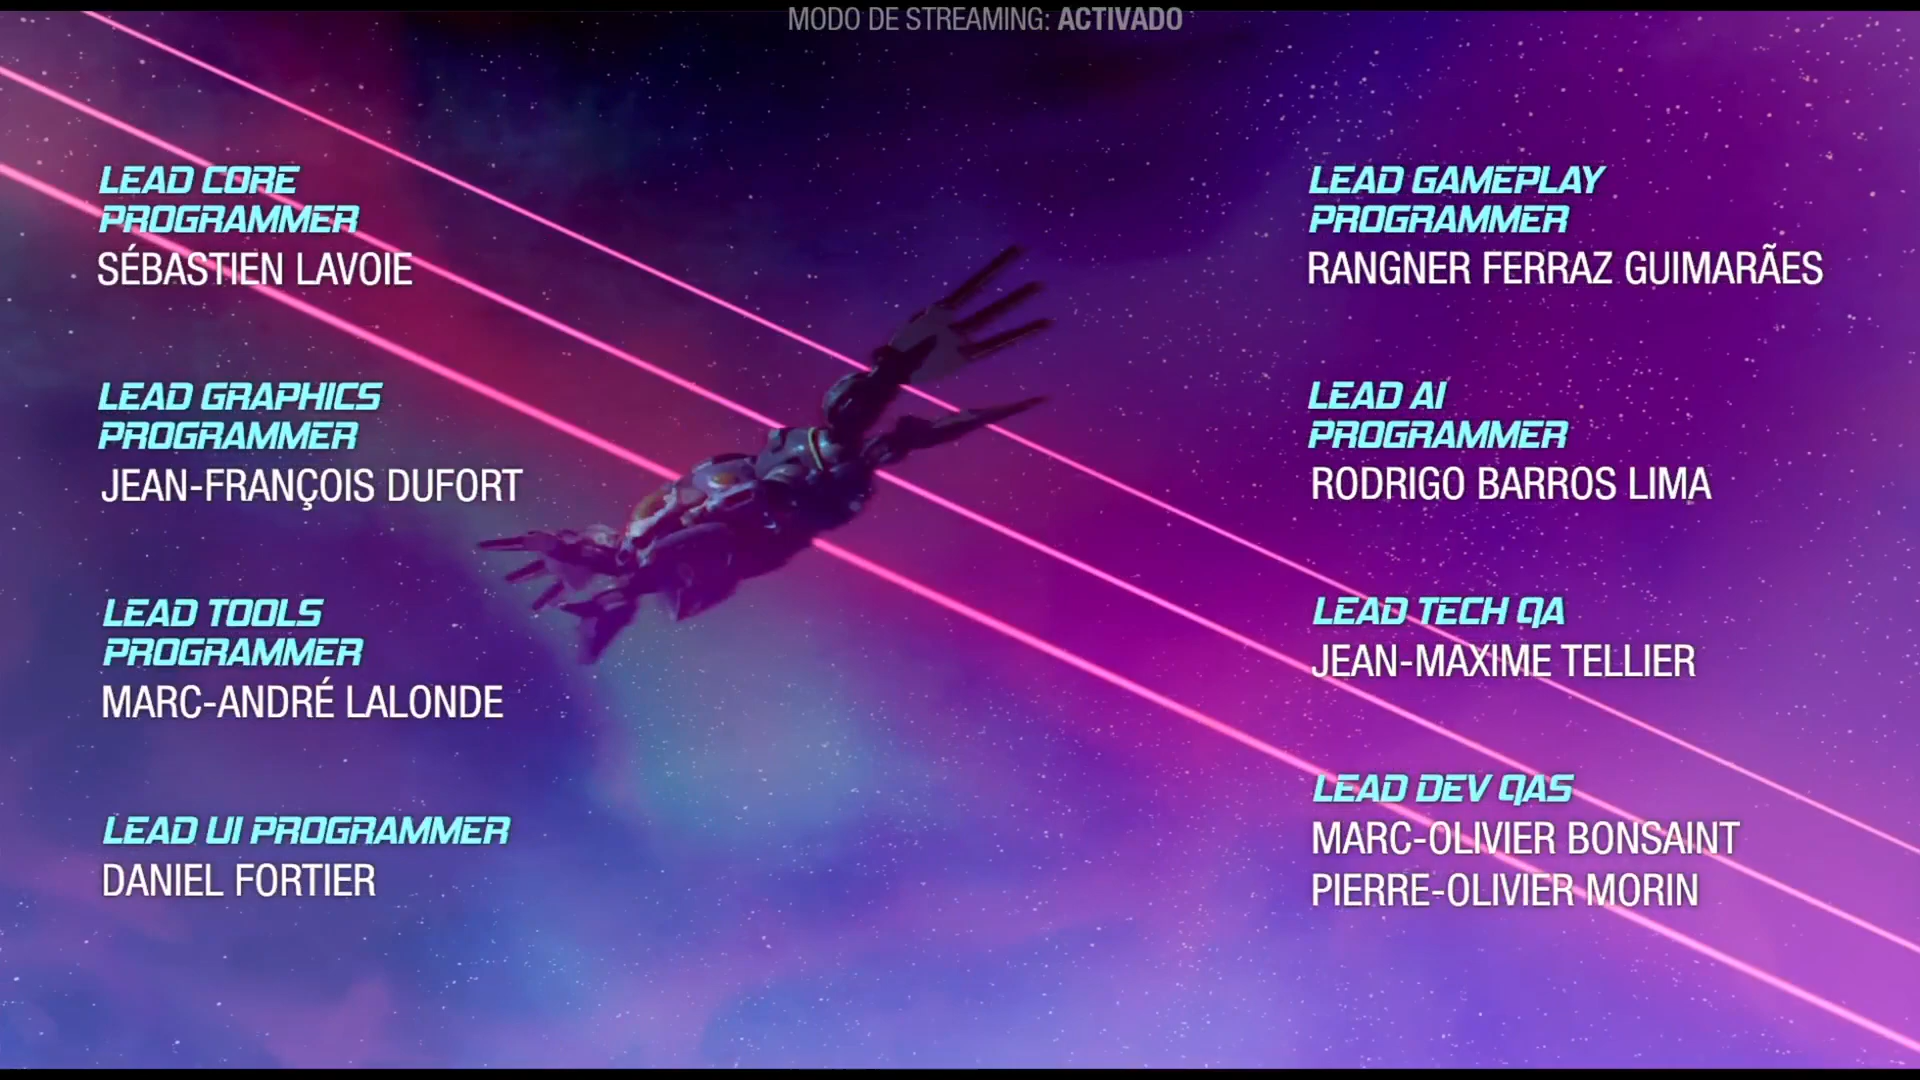 MODO DE STREAMING: ACTIVADO
LEAD CORE
PROGRAMMER
SÉBASTIEN LAVOIE
LEAD GRAPHICS
PROGRAMMER
JEAN-FRANÇOIS DUFORT
LEAD TOOLS
PROGRAMMER
MARC-ANDRÉ LALONDE
LEAD UI PROGRAMMER
DANIEL FORTIER
LEAD GAMEPLAY
PROGRAMMER
RANGNER FERRAZ GUIMARÃES
LEAD AI
PROGRAMMER
RODRIGO BARROS LIMA
LEAD TECH QA
JEAN-MAXIME TELLIER
LEAD DEV QAS
MARC-OLIVIER BONSAINT
PIERRE-OLIVIER MORIN